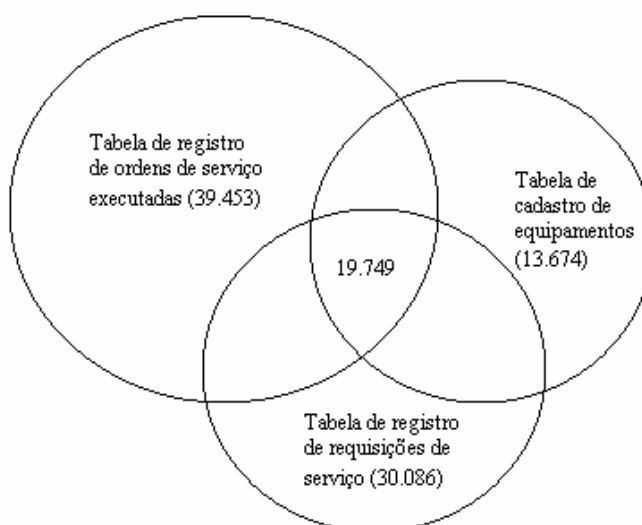 Tabela de registro
de ordens de serviço
executadas (39.453)
Tabela de
cadastro de
equipamentos
(13.674)
19.749
Tabela de registro
de requisições de
serviço (30.086)